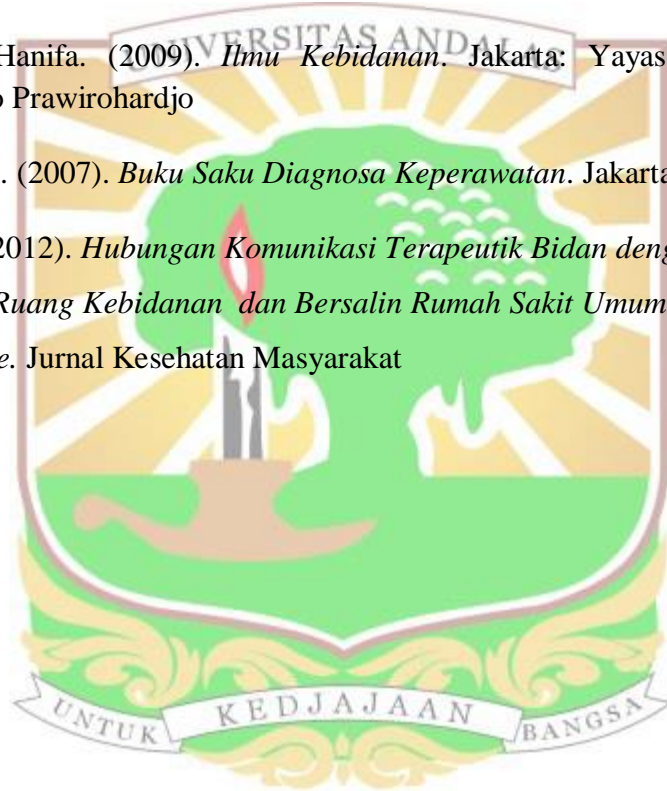 Hanifa. (2009). Ilmu Kebidanan. Jakarta: Yayas
UNIVERSITAS ANDALAS
o Prawirohardjo
. (2007). Buku Saku Diagnosa Keperawatan. Jakarta
2012). Hubungan Komunikasi Terapeutik Bidan deng
Ruang Kebidanan dan Bersalin Rumah Sakit Umum
e. Jurnal Kesehatan Masyarakat
UNTUK KEDJAJAAN BANGSA